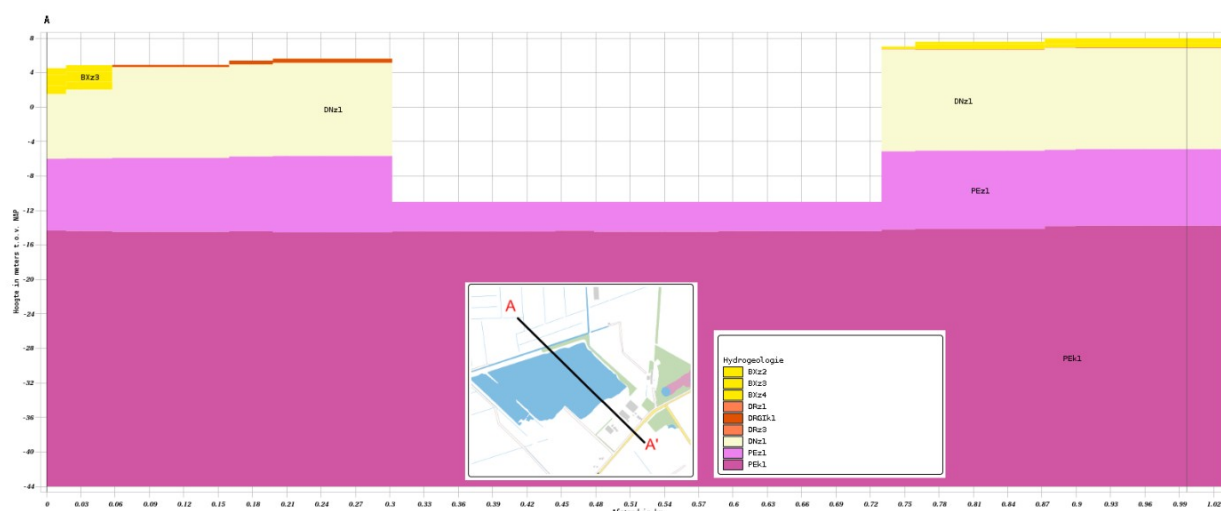 A
8
4
0
-4
-8
-12
-16
-20
-24
-28
-32
-36
-40
-44
Hoogte in meters t.o.v. NAP
BXz3
DNz1
DNz1
PEz1
PEk1
A
A'
Hydrogeologie
BXz2
BXz3
BXz4
DRz1
DRGIk1
DRz3
DNz1
PEz1
PEk1
0 0.03 0.06 0.09 0.12 0.15 0.18 0.21 0.24 0.27 0.3 0.33 0.36 0.39 0.42 0.45 0.48 0.51 0.54 0.57 0.6 0.63 0.66 0.69 0.72 0.75 0.78 0.81 0.84 0.87 0.9 0.93 0.96 0.99 1.02